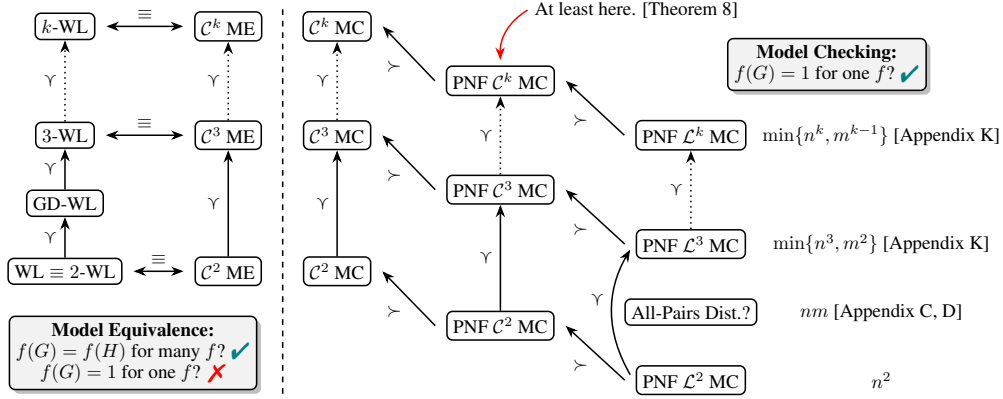 At least here. [Theorem 8]
k-WL
≡
C^k ME
C^k MC
Model Checking:
f(G) = 1 for one f? ✓
≻
PNF C^k MC
≻
3-WL
≡
C^3 ME
C^3 MC
PNF L^k MC
min{n^k, m^{k−1}} [Appendix K]
≻
PNF C^3 MC
≻
GD-WL
PNF L^3 MC
min{n^3, m^2} [Appendix K]
WL ≡ 2-WL
≡
C^2 ME
C^2 MC
≻
PNF C^2 MC
All-Pairs Dist.?
nm [Appendix C, D]
≻
PNF L^2 MC
n^2
Model Equivalence:
f(G) = f(H) for many f? ✓
f(G) = 1 for one f? ✗